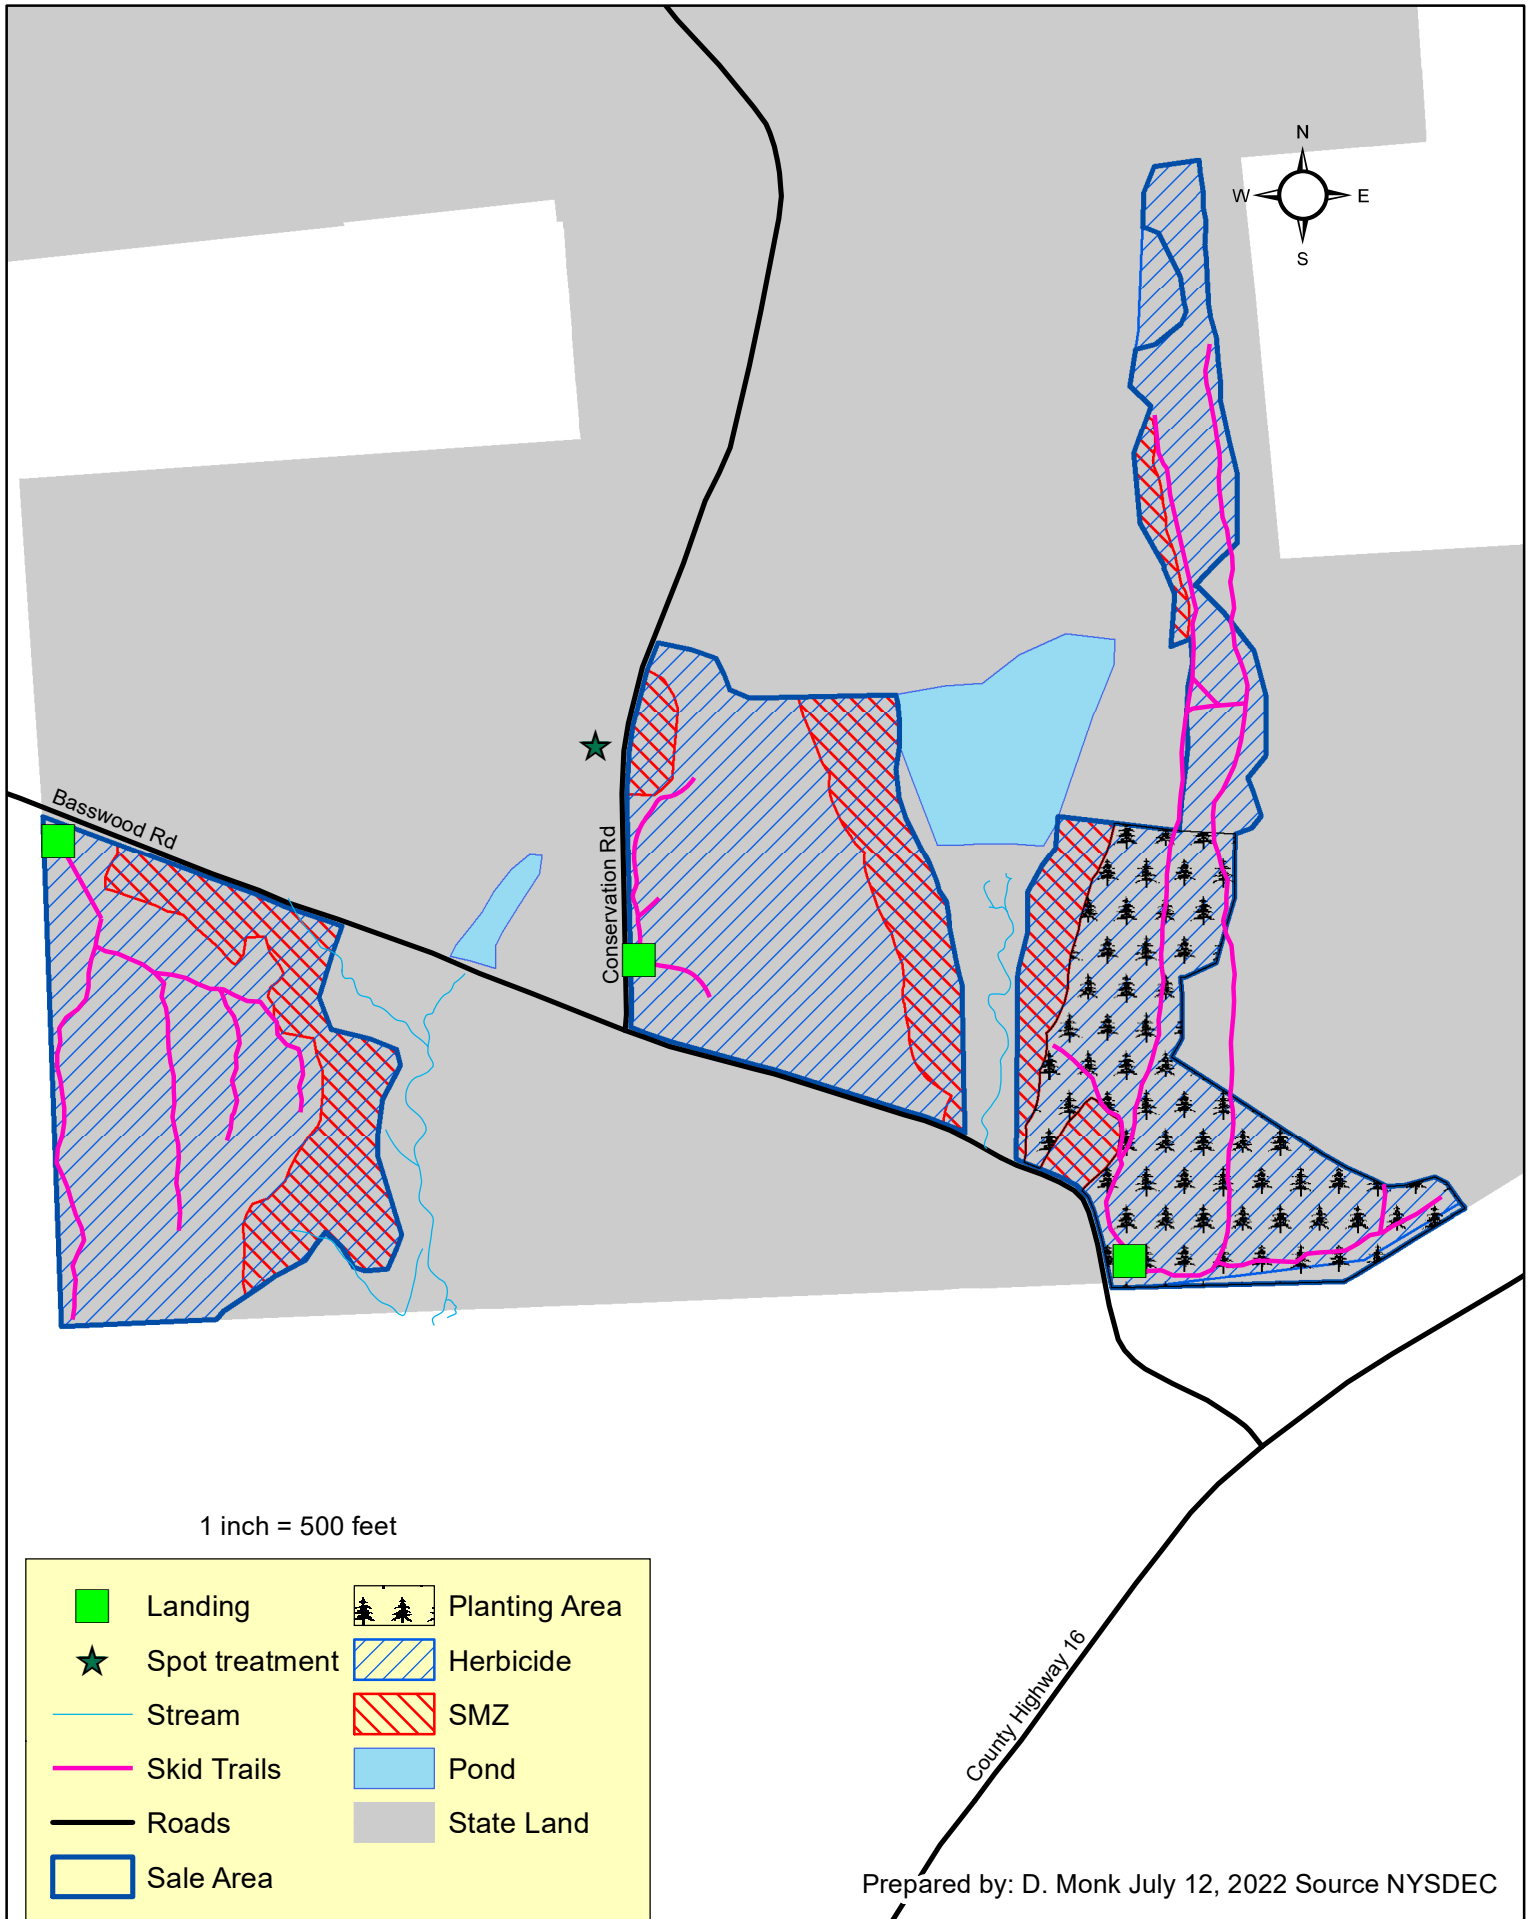 N
W E
S
Basswood Rd
Conservation Rd
1 inch = 500 feet
Landing
Planting Area
Spot treatment
Herbicide
Stream
SMZ
Skid Trails
Pond
Roads
State Land
Sale Area
County Highway 16
Prepared by: D. Monk July 12, 2022 Source NYSDEC